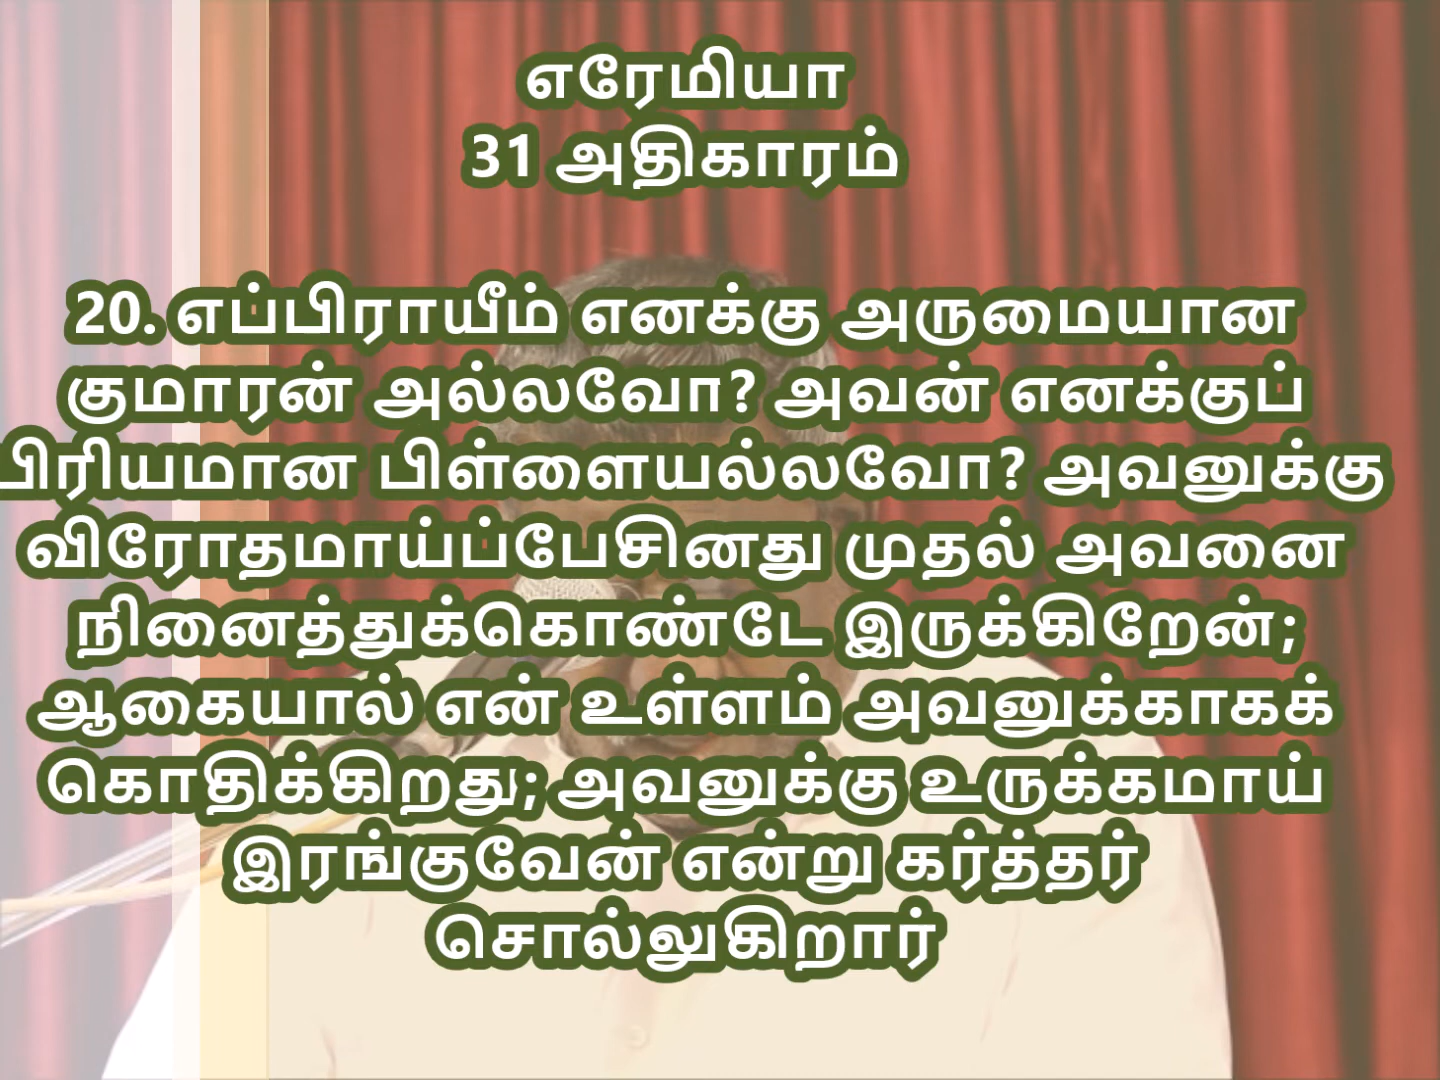 எரேமியா
31 அதிகாரம்
20. எப்பிராயீம் எனக்கு அருமையான
குமாரன் அல்லவோ? அவன் எனக்குப்
பிரியமான பிள்ளையல்லவோ? அவனுக்கு
விரோதமாய்ப்பேசினது முதல் அவனை
நினைத்துக்கொண்டே இருக்கிறேன்;
ஆகையால் என் உள்ளம் அவனுக்காகக்
கொதிக்கிறது; அவனுக்கு உருக்கமாய்
இரங்குவேன் என்று கர்த்தர்
சொல்லுகிறார்